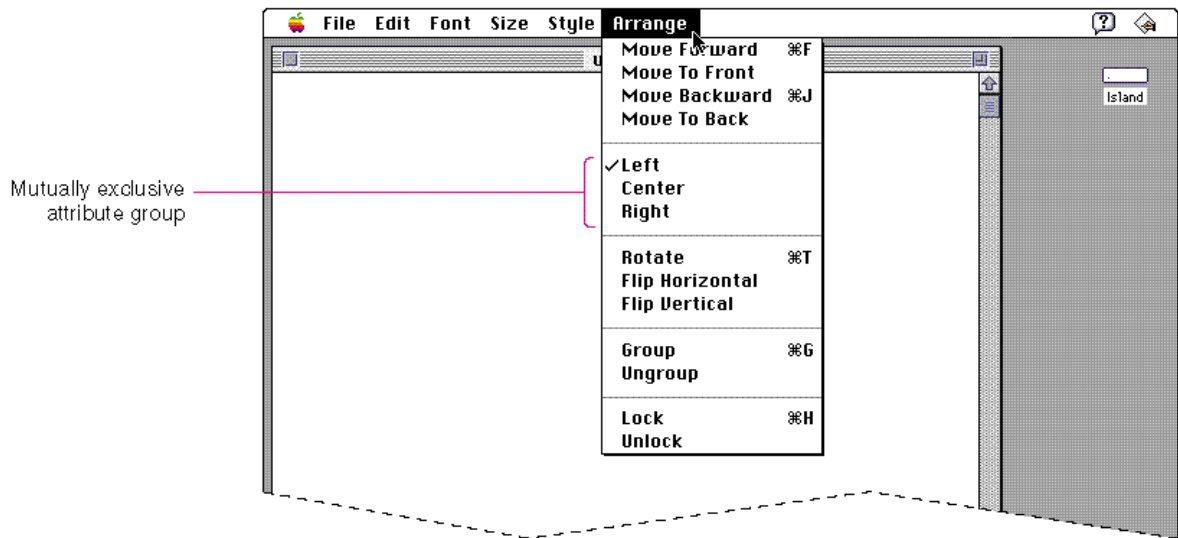 File Edit Font Size Style Arrange
Move Forward ⌘F
Move To Front
Move Backward ⌘J
Move To Back
Island
✓Left
Center
Right
Mutually exclusive
attribute group
Rotate ⌘T
Flip Horizontal
Flip Vertical
Group ⌘G
Ungroup
Lock ⌘H
Unlock